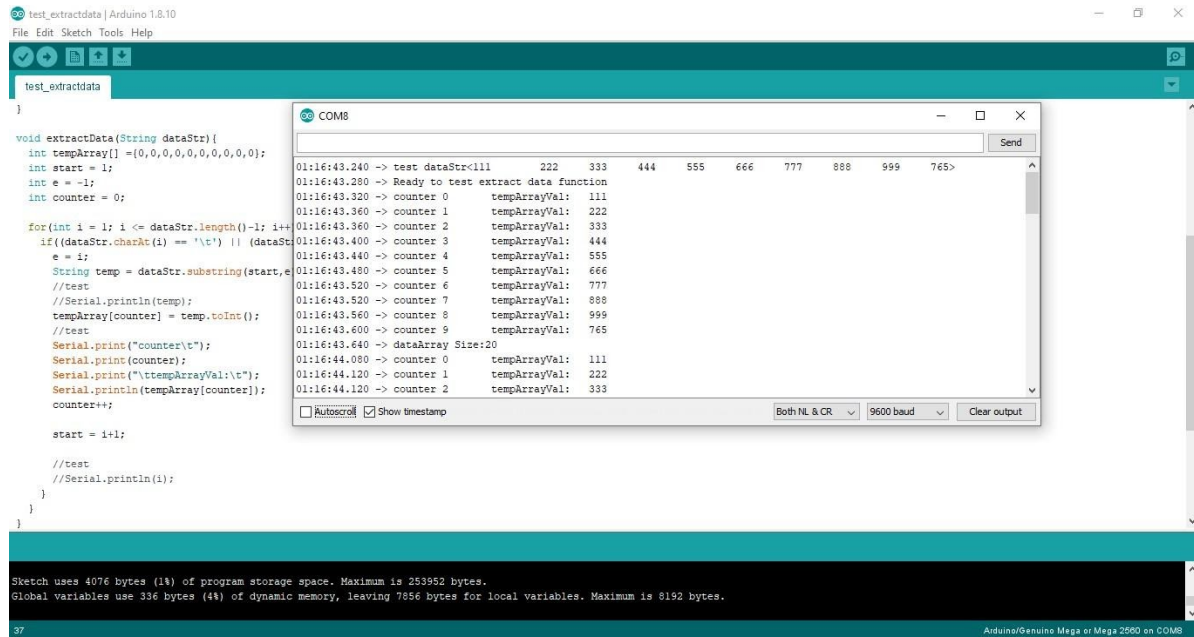 test_extractdata | Arduino 1.8.10
File Edit Sketch Tools Help
test_extractdata
}
void extractData(String dataStr){
int tempArray[] ={0,0,0,0,0,0,0,0,0,0};
int start = 1;
int e = -1;
int counter = 0;
for(int i = 1; i <= dataStr.length()-1; i++
if((dataStr.charAt(i) == '\t') || (dataSt
e = i;
String temp = dataStr.substring(start,e
//test
//Serial.println(temp);
tempArray[counter] = temp.toInt();
//test
Serial.print("counter\t");
Serial.print(counter);
Serial.print("\ttempArrayVal:\t");
Serial.println(tempArray[counter]);
counter++;
start = i+1;
//test
//Serial.println(i);
}
}
}
COM8
Send
01:16:43.240 -> test dataStr<111 222 333 444 555 666 777 888 999 765>
01:16:43.280 -> Ready to test extract data function
01:16:43.320 -> counter 0 tempArrayVal: 111
01:16:43.360 -> counter 1 tempArrayVal: 222
01:16:43.360 -> counter 2 tempArrayVal: 333
01:16:43.400 -> counter 3 tempArrayVal: 444
01:16:43.440 -> counter 4 tempArrayVal: 555
01:16:43.480 -> counter 5 tempArrayVal: 666
01:16:43.520 -> counter 6 tempArrayVal: 777
01:16:43.520 -> counter 7 tempArrayVal: 888
01:16:43.560 -> counter 8 tempArrayVal: 999
01:16:43.600 -> counter 9 tempArrayVal: 765
01:16:43.640 -> dataArray Size:20
01:16:44.080 -> counter 0 tempArrayVal: 111
01:16:44.120 -> counter 1 tempArrayVal: 222
01:16:44.120 -> counter 2 tempArrayVal: 333
Autoscroll Show timestamp Both NL & CR 9600 baud Clear output
Sketch uses 4076 bytes (1%) of program storage space. Maximum is 253952 bytes.
Global variables use 336 bytes (4%) of dynamic memory, leaving 7856 bytes for local variables. Maximum is 8192 bytes.
37 Arduino/Genuino Mega or Mega 2560 on COM8